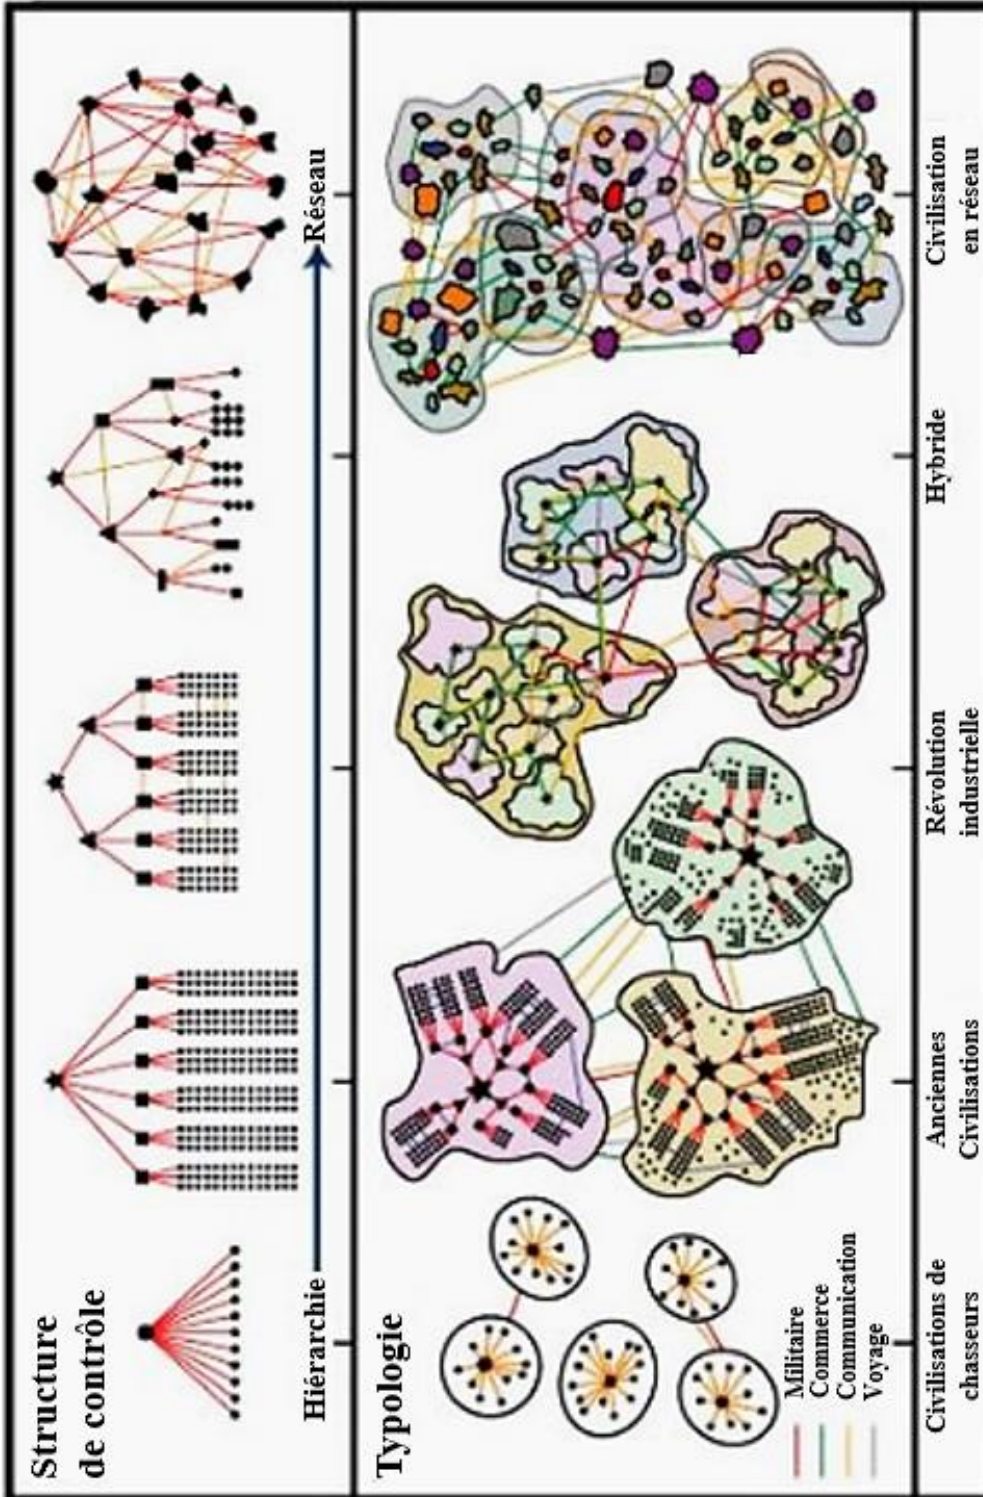 Structure
de contrôle
Hiérarchie
Réseau
Typologie
Militaire
Commerce
Communication
Voyage
Civilisations de
chasseurs
Anciennes
Civilisations
Révolution
industrielle
Hybride
Civilisation
en réseau